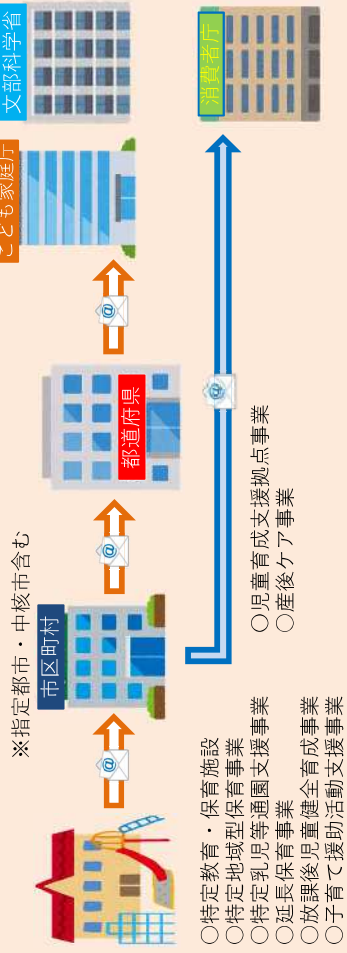 ※指定都市・中核市含む
市区町村
都道府県
こども家庭庁
文部科学省
消費者庁
@
@
@
@
○特定教育・保育施設
○特定地域型保育事業
○特定乳児等通園支援事業
○延長保育事業
○放課後児童健全育成事業
○子育て援助活動支援事業
○児童育成支援拠点事業
○産後ケア事業